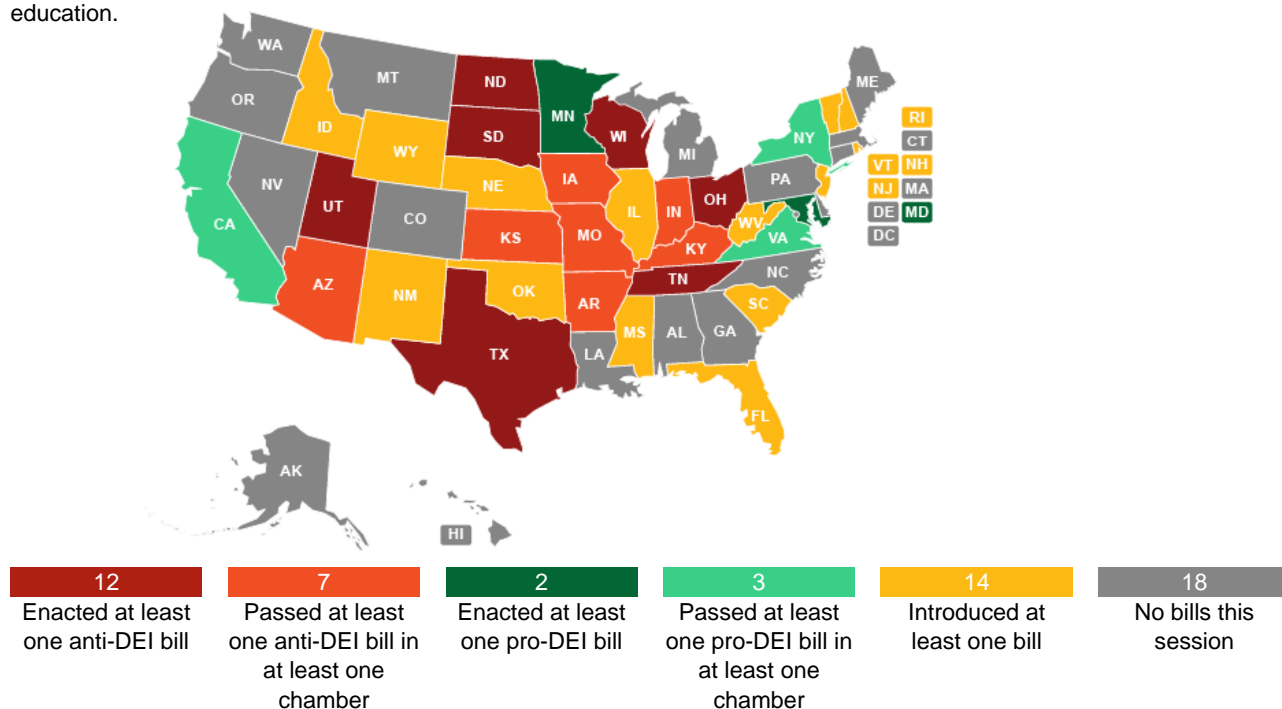 education.
WA
MT
ND
ME
OR
MN
ID
SD
WI
NY
RI
WY
MI
CT
IA
PA
VT NH
NV
NE
OH
NJ MA
UT
IL
IN
DE MD
CA
CO
WV
DC
KS
MO
KY
VA
AZ
TN
NC
NM
OK
AR
SC
MS
AL
GA
TX
LA
FL
AK
HI
12
Enacted at least
one anti-DEI bill
7
Passed at least
one anti-DEI bill in
at least one
chamber
2
Enacted at least
one pro-DEI bill
3
Passed at least
one pro-DEI bill in
at least one
chamber
14
Introduced at
least one bill
18
No bills this
session